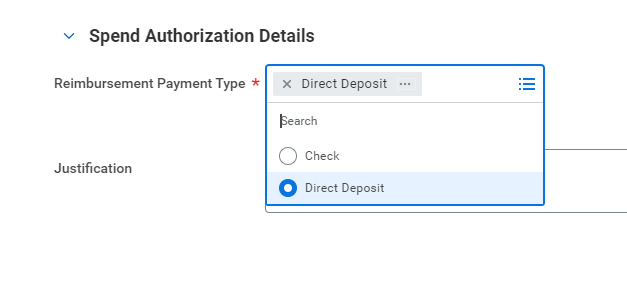 Spend Authorization Details
Reimbursement Payment Type *
× Direct Deposit ...
Search
Check
Direct Deposit
Justification